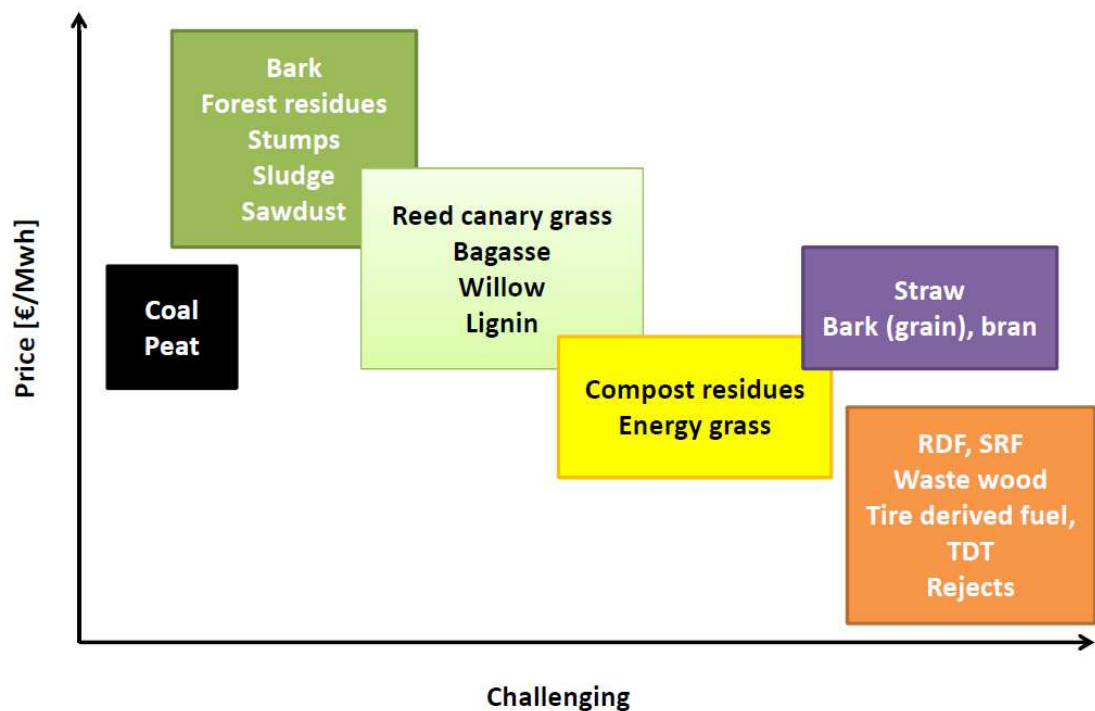 Price [€/Mwh]
Bark
Forest residues
Stumps
Sludge
Sawdust
Coal
Peat
Reed canary grass
Bagasse
Willow
Lignin
Compost residues
Energy grass
Straw
Bark (grain), bran
RDF, SRF
Waste wood
Tire derived fuel,
TDT
Rejects
Challenging